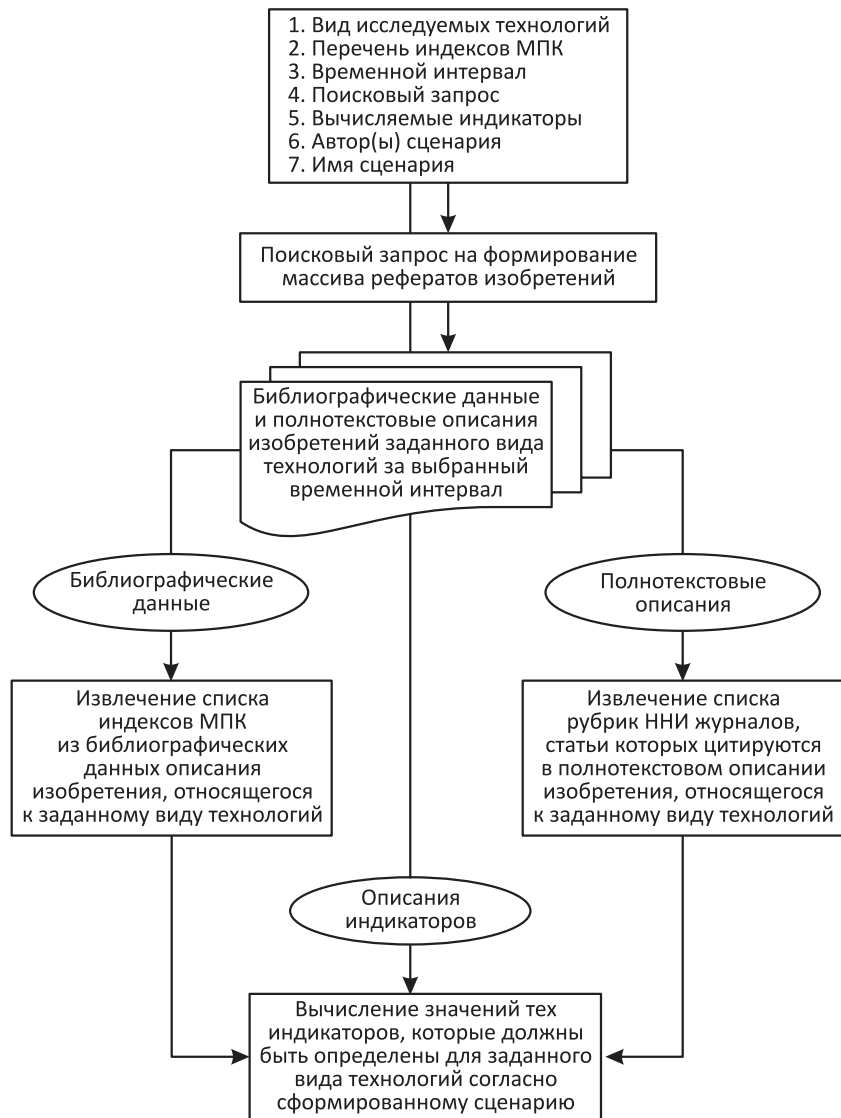 1. Вид исследуемых технологий
2. Перечень индексов МПК
3. Временной интервал
4. Поисковый запрос
5. Вычисляемые индикаторы
6. Автор(ы) сценария
7. Имя сценария
Поисковый запрос на формирование
массива рефератов изобретений
Библиографические данные
и полнотекстовые описания
изобретений заданного вида
технологий за выбранный
временной интервал
Библиографические
данные
Полнотекстовые
описания
Извлечение списка
индексов МПК
из библиографических
данных описания
изобретения, относящегося
к заданному виду технологий
Извлечение списка
рубрик ННИ журналов,
статьи которых цитируются
в полнотекстовом описании
изобретения, относящегося
к заданному виду технологий
Описания
индикаторов
Вычисление значений тех
индикаторов, которые должны
быть определены для заданного
вида технологий согласно
сформированному сценарию